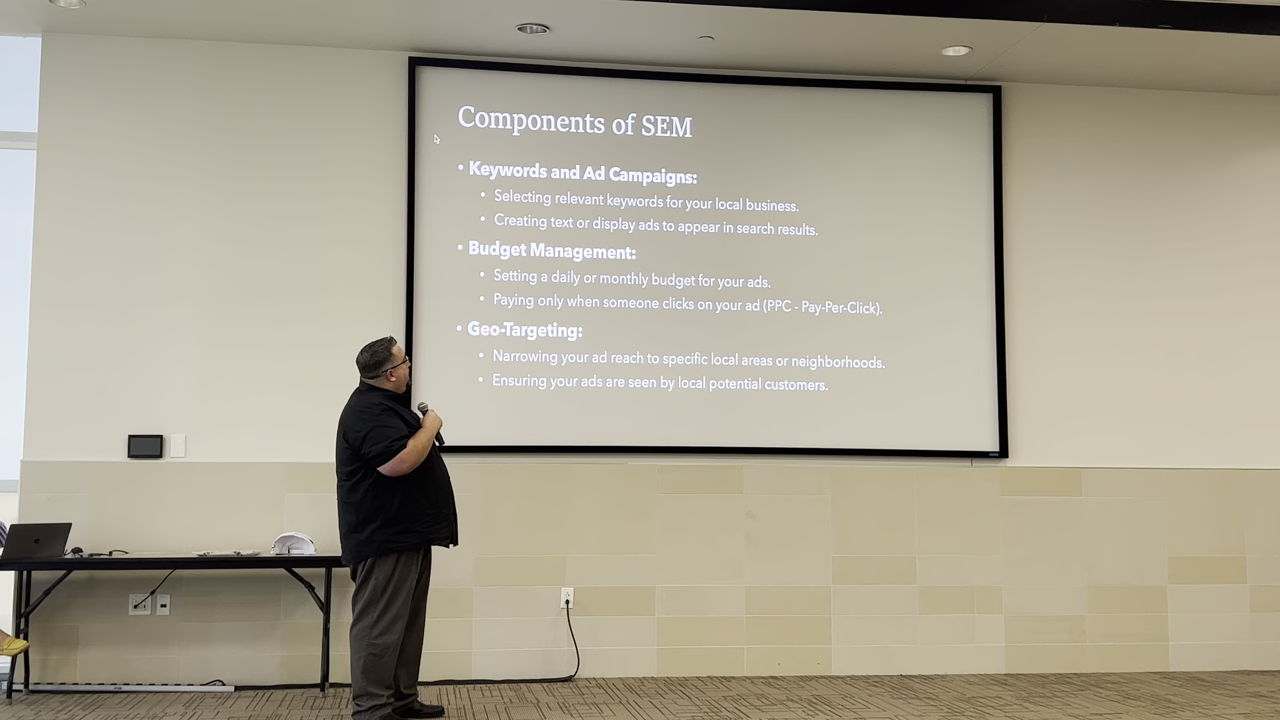 Components of SEM
• Keywords and Ad Campaigns:
• Selecting relevant keywords for your local business.
• Creating text or display ads to appear in search results.
• Budget Management:
• Setting a daily or monthly budget for your ads.
• Paying only when someone clicks on your ad (PPC - Pay-Per-Click).
• Geo-Targeting:
• Narrowing your ad reach to specific local areas or neighborhoods.
• Ensuring your ads are seen by local potential customers.